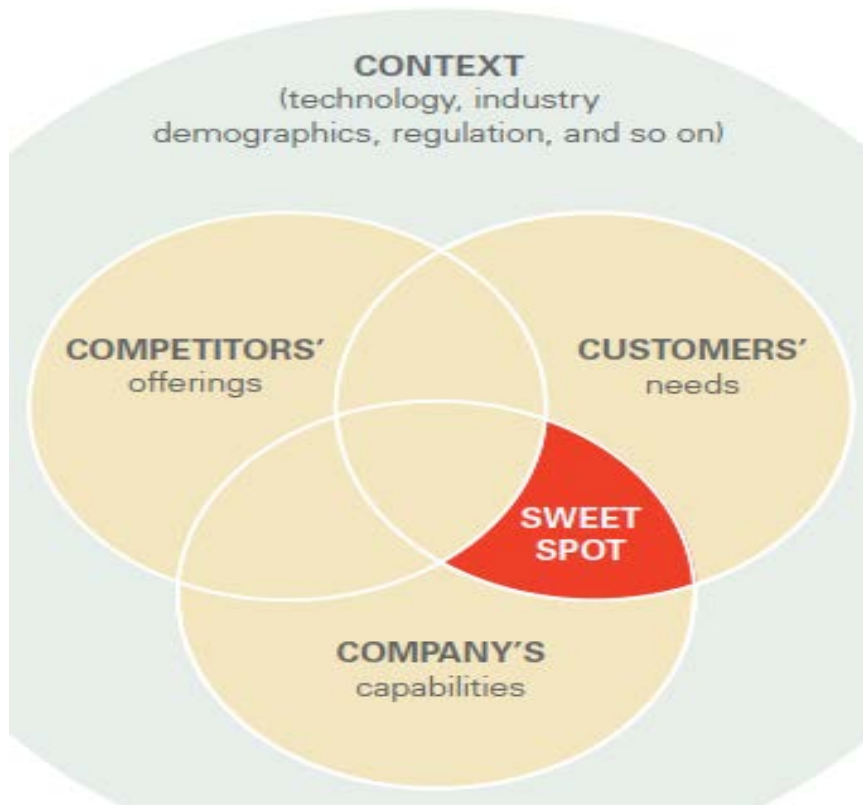 CONTEXT
(technology, industry
demographics, regulation, and so on)
COMPETITORS’
offerings
CUSTOMERS’
needs
SWEET
SPOT
COMPANY’S
capabilities